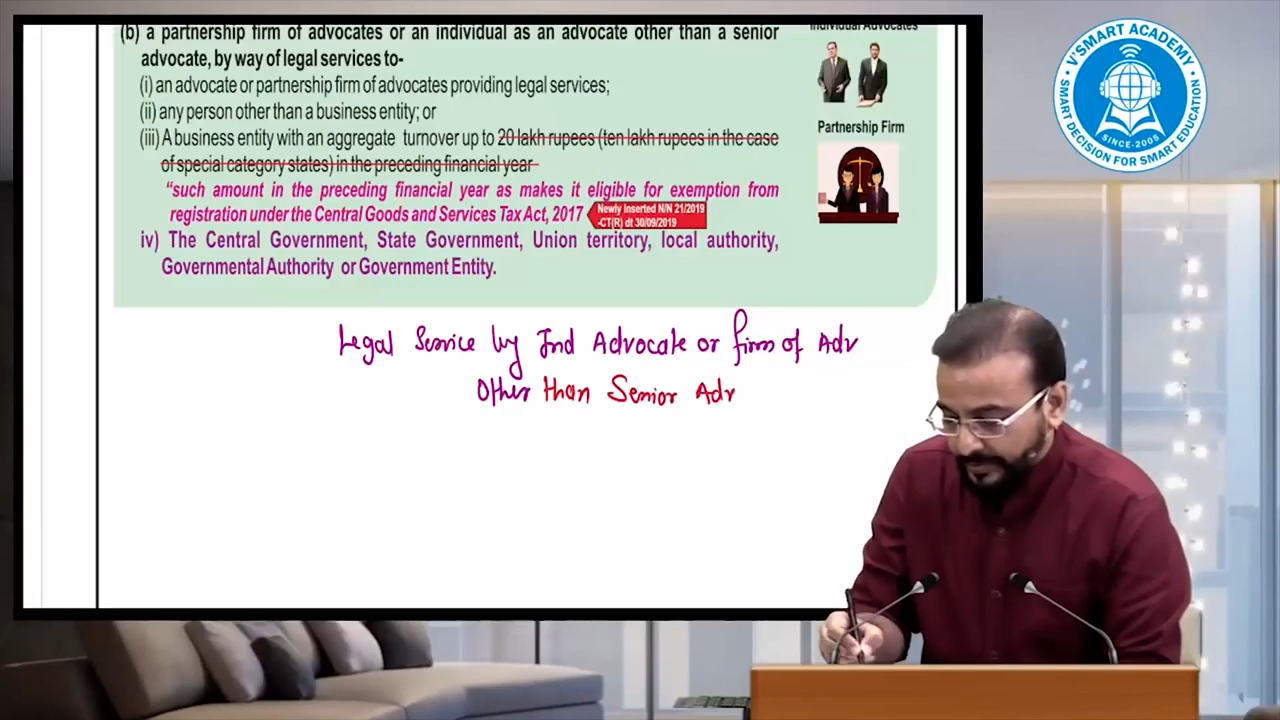 (b) a partnership firm of advocates or an individual as an advocate other than a senior
advocate, by way of legal services to-
(i) an advocate or partnership firm of advocates providing legal services;
(ii) any person other than a business entity; or
(iii) A business entity with an aggregate turnover up to 20 lakh rupees (ten lakh rupees in the case
of special category states) in the preceding financial year
"such amount in the preceding financial year as makes it eligible for exemption from
registration under the Central Goods and Services Tax Act, 2017
Newly Inserted N/N 21/2019
-CT(R) dt 30/09/2019
iv) The Central Government, State Government, Union territory, local authority,
Governmental Authority or Government Entity.
Individual Advocates
Partnership Firm
Legal Service by Ind Advocate or firm of Adv
Other than Senior Adv
V'SMART ACADEMY
SMART DECISION FOR SMART EDUCATION
SINCE-2005